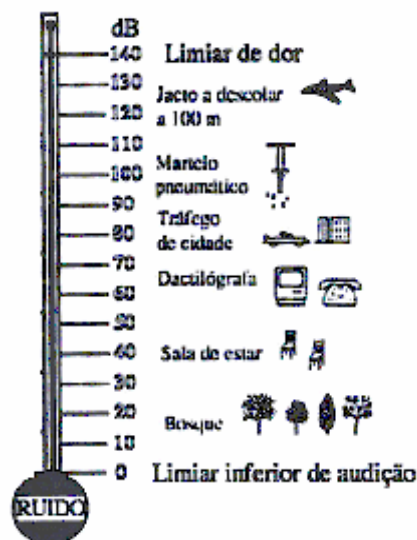 dB
140 Limiar de dor
130
Jacto a descolar
120
a 100 m
110
Martelo
100
pneumático
90
Tráfego
80
de cidade
70
Dactilógrafa
60
50
40 Sala de estar
30
20
Bosque
10
0 Limiar inferior de audição
RUIDO